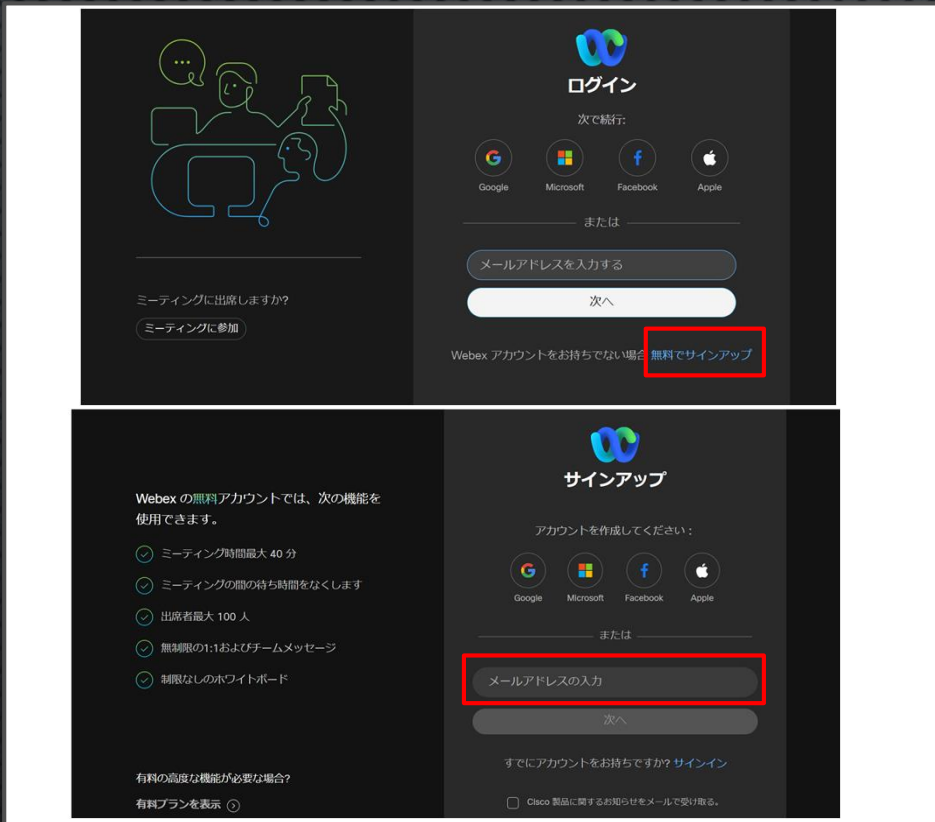 ログイン
次で続行:
Google Microsoft Facebook Apple
または
メールアドレスを入力する
次へ
ミーティングに出席しますか?
ミーティングに参加
Webex アカウントをお持ちでない場合 無料でサインアップ
サインアップ
Webex の無料アカウントでは、次の機能を
使用できます。
ミーティング時間最大 40 分
ミーティングの間の待ち時間をなくします
出席者最大 100 人
無制限の1:1およびチームメッセージ
制限なしのホワイトボード
有料の高度な機能が必要な場合?
有料プランを表示
アカウントを作成してください :
Google Microsoft Facebook Apple
または
メールアドレスの入力
次へ
すでにアカウントをお持ちですか? サインイン
Cisco 製品に関するお知らせをメールで受け取る。